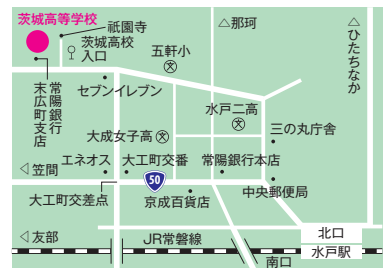 茨城高等学校
祇園寺
茨城高校
入口
常陽銀行
末広町支店
セブンイレブン
五軒小
文
△那珂
△ひたちなか
水戸二高
文
大成女子高
文
三の丸庁舎
◁笠間
エネオス
大工町交番
常陽銀行本店
50
大工町交差点
京成百貨店
中央郵便局
北口
水戸駅
◁友部
JR常磐線
南口